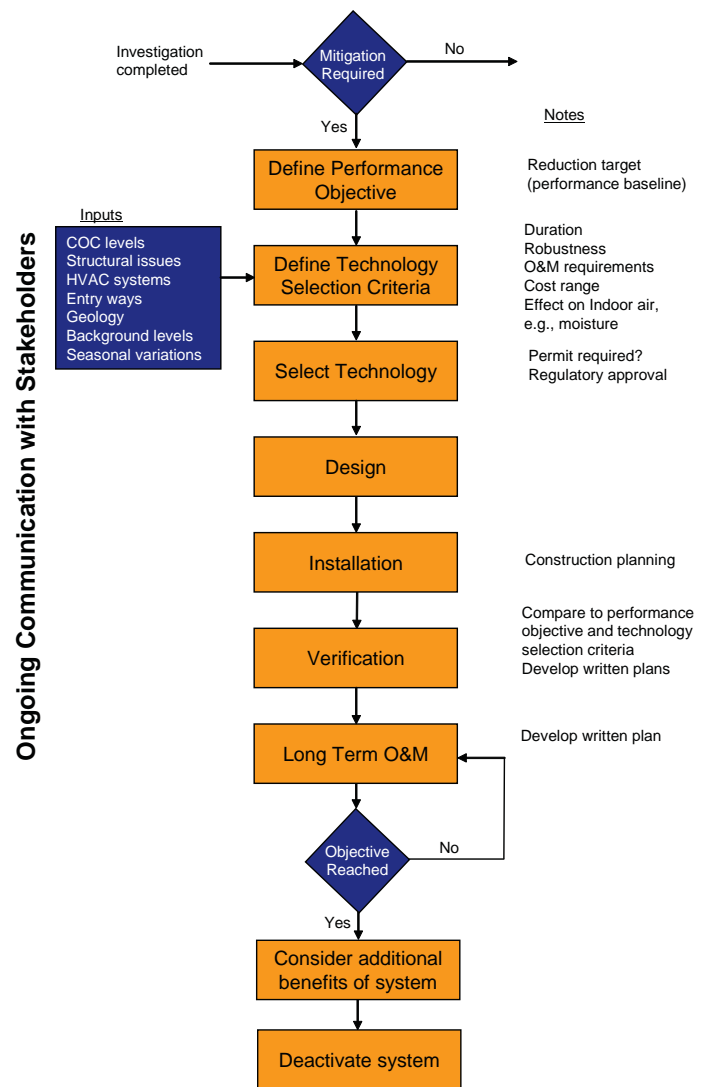 Investigation
completed
Mitigation
Required
No
Yes
Notes
Define Performance
Objective
Reduction target
(performance baseline)
Ongoing Communication with Stakeholders
Inputs
COC levels
Structural issues
HVAC systems
Entry ways
Geology
Background levels
Seasonal variations
Define Technology
Selection Criteria
Duration
Robustness
O&M requirements
Cost range
Effect on Indoor air,
e.g., moisture
Select Technology
Permit required?
Regulatory approval
Design
Installation
Construction planning
Verification
Compare to performance
objective and technology
selection criteria
Develop written plans
Long Term O&M
Develop written plan
Objective
Reached
No
Yes
Consider additional
benefits of system
Deactivate system